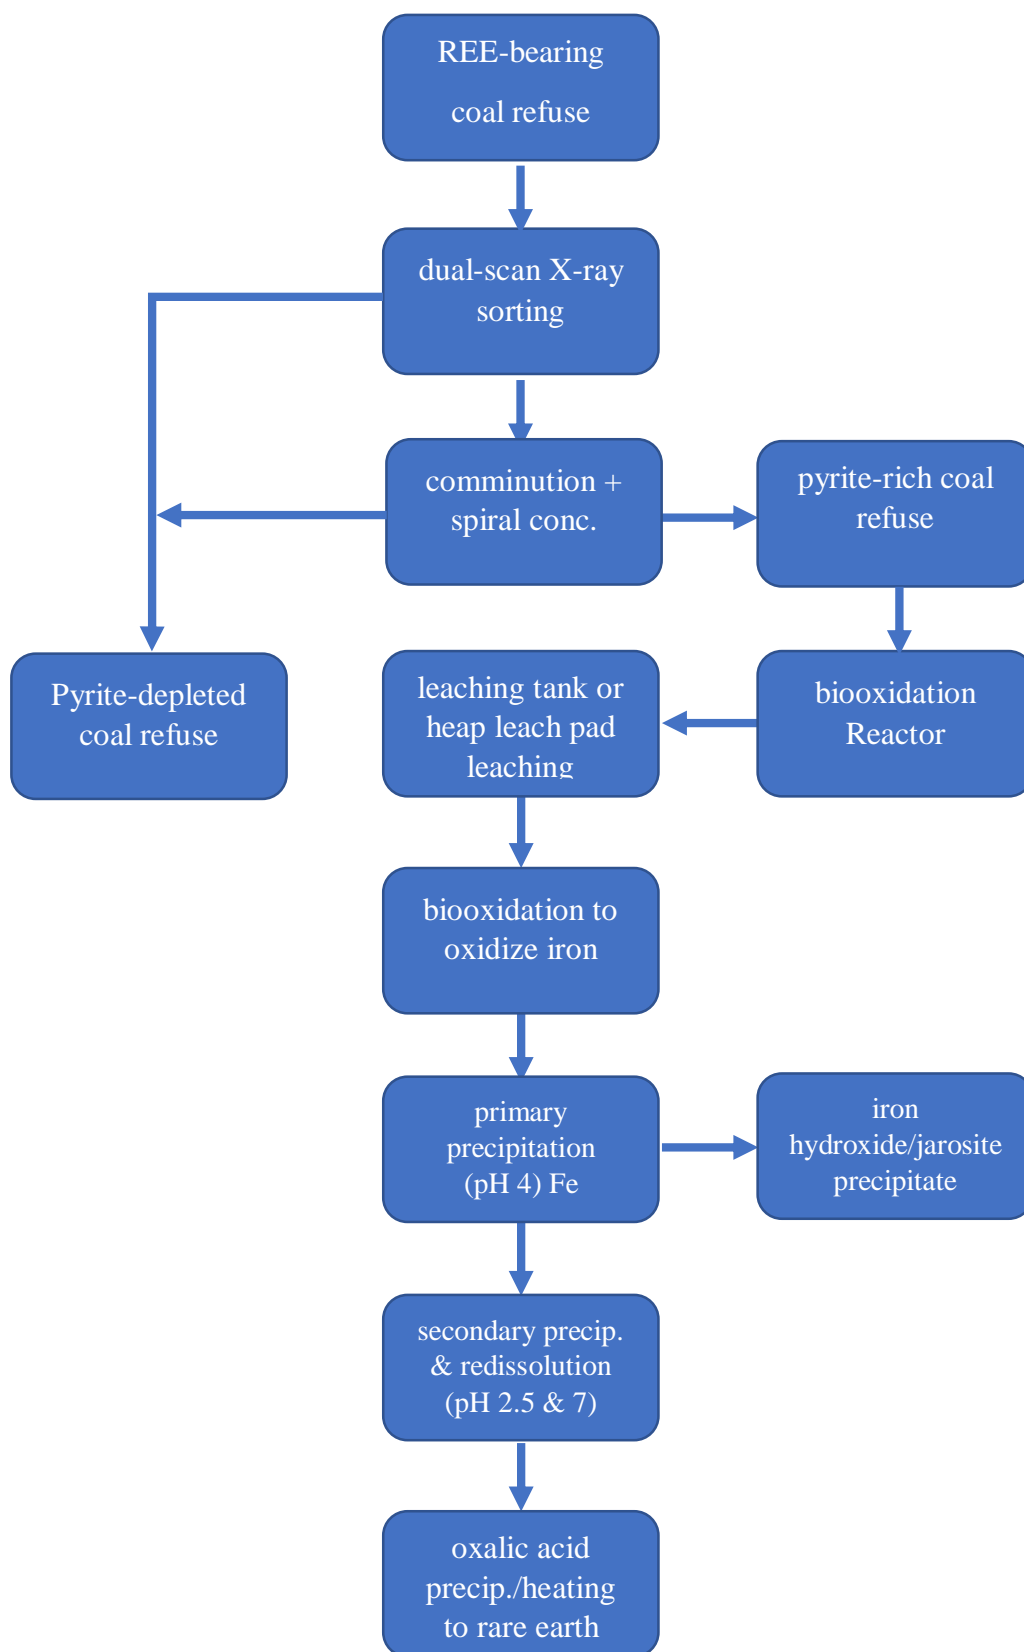 REE-bearing
coal refuse
dual-scan X-ray
sorting
comminution +
spiral conc.
pyrite-rich coal
refuse
Pyrite-depleted
coal refuse
leaching tank or
heap leach pad
leaching
biooxidation
Reactor
biooxidation to
oxidize iron
primary
precipitation
(pH 4) Fe
iron
hydroxide/jarosite
precipitate
secondary precip.
& redissolution
(pH 2.5 & 7)
oxalic acid
precip./heating
to rare earth